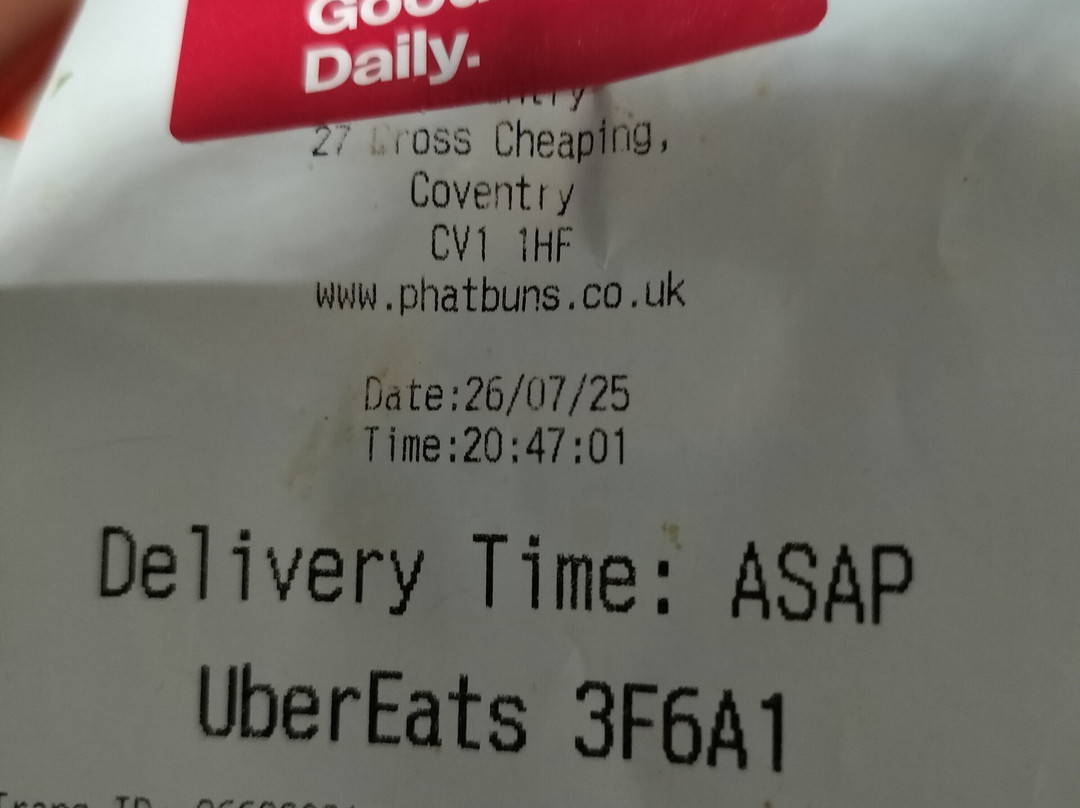 Daily.
27 Cross Cheaping,
Coventry
CV1 1HF
www.phatbuns.co.uk
Date:26/07/25
Time:20:47:01
Delivery Time: ASAP
UberEats 3F6A1